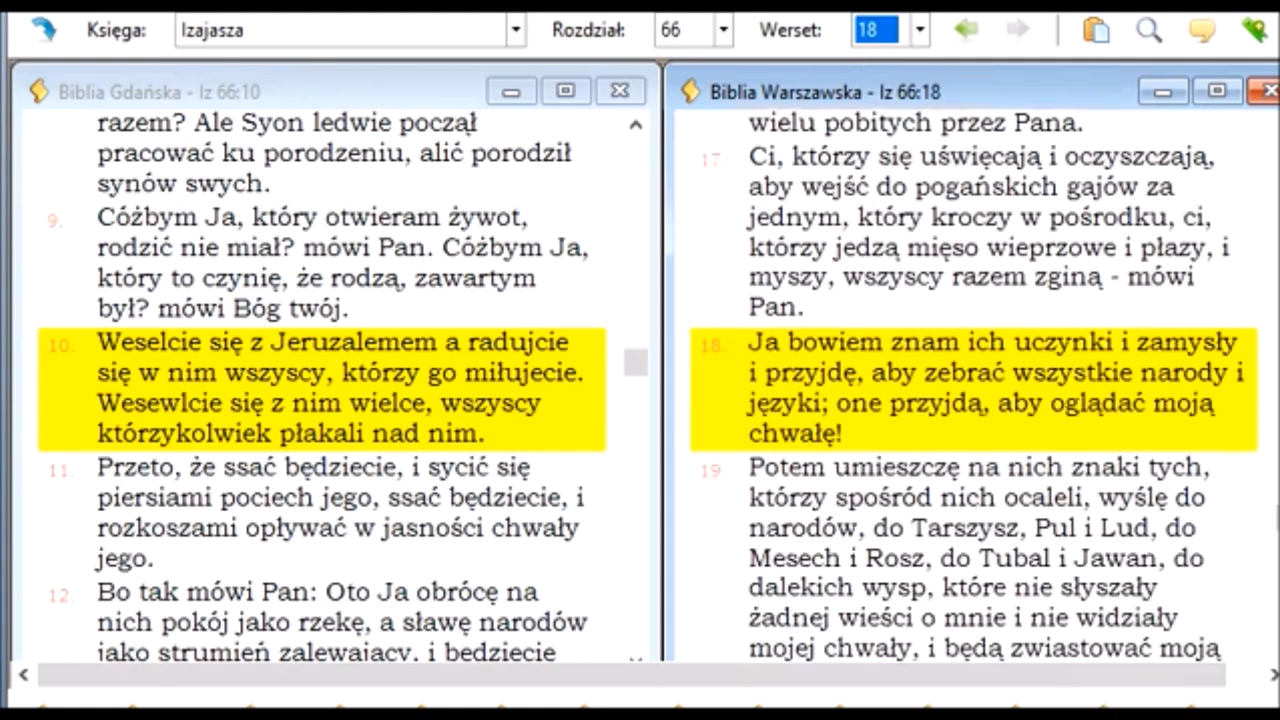 Księga: Izajasza Rozdział: 66 Werset: 18
Biblia Gdańska - Iz 66:10
razem? Ale Syon ledwie począł
pracować ku porodzeniu, alić porodził
synów swych.
9. Cóżbym Ja, który otwieram żywot,
rodzić nie miał? mówi Pan. Cóżbym Ja,
który to czynię, że rodzą, zawartym
był? mówi Bóg twój.
10. Weselcie się z Jeruzalemem a radujcie
się w nim wszyscy, którzy go miłujecie.
Wesewlcie się z nim wielce, wszyscy
którzykolwiek płakali nad nim.
11. Przeto, że ssać będziecie, i sycić się
piersiami pociech jego, ssać będziecie, i
rozkoszami opływać w jasności chwały
jego.
12. Bo tak mówi Pan: Oto Ja obrócę na
nich pokój jako rzekę, a sławę narodów
jako strumień zalewający, i będziecie
Biblia Warszawska - Iz 66:18
wielu pobitych przez Pana.
17. Ci, którzy się uświęcają i oczyszczają,
aby wejść do pogańskich gajów za
jednym, który kroczy w pośrodku, ci,
którzy jedzą mięso wieprzowe i płazy, i
myszy, wszyscy razem zginą - mówi
Pan.
18. Ja bowiem znam ich uczynki i zamysły
i przyjdę, aby zebrać wszystkie narody i
języki; one przyjdą, aby oglądać moją
chwałę!
19 Potem umieszczę na nich znaki tych,
którzy spośród nich ocaleli, wyślę do
narodów, do Tarszysz, Pul i Lud, do
Mesech i Rosz, do Tubal i Jawan, do
dalekich wysp, które nie słyszały
żadnej wieści o mnie i nie widziały
mojej chwały, i będą zwiastować moją